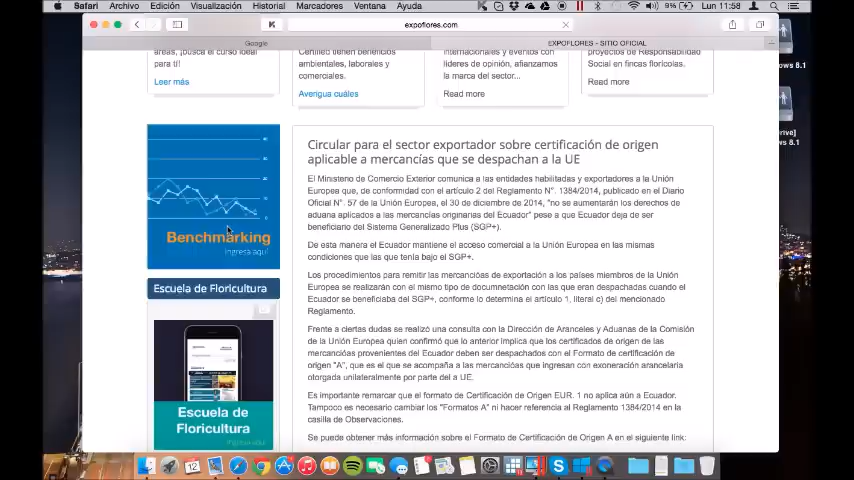 Safari Archivo Edición Visualización Historial Marcadores Ventana Ayuda 9% Lun 11:58
expoflores.com
Google
EXPOFLORES - SITIO OFICIAL
áreas, ¡busca el curso ideal
para ti!
Leer más
Certified tienen beneficios
ambientales, laborales y
comerciales.
Averigua cuáles
internacionales y eventos con
líderes de opinión, afianzamos
la marca del sector...
Read more
proyectos de Responsabilidad
Social en fincas florícolas.
Read more
Benchmarking
Ingresa aquí
Escuela de Floricultura
Escuela de
Floricultura
Circular para el sector exportador sobre certificación de origen
aplicable a mercancías que se despachan a la UE
El Ministeno de Comercio Exterior comunica a las entidades habilitadas y exportadores a la Unión
Europea que, de conformidad con el artículo 2 del Reglamento N°. 1384/2014, publicado en el Diario
Oficial N°. 57 de la Unión Europea, el 30 de diciembre de 2014, "no se aumentarán los derechos de
aduana aplicados a las mercancías originarias del Ecuador" pese a que Ecuador deja de ser
beneficiario del Sistema Generalizado Plus (SGP+).
De esta manera el Ecuador mantiene el acceso comercial a la Unión Europea en las mismas
condiciones que las que tenía bajo el SGP+.
Los procedimientos para remitir las mercanciós de exportación a los países miembros de la Unión
Europea se realizarán con el mismo tipo de documnetación con las que eran despachadas cuando el
Ecuador se beneficiaba del SGP+, conforme lo determina el artículo 1, literal c) del mencionado
Reglamento.
Frente a ciertas dudas se realizó una consulta con la Dirección de Aranceles y Aduanas de la Comisión
de la Unión Europea quien confirmó que lo anterior implica que los certificados de origen de las
mercancías provenientes del Ecuador deben ser despachados con el Formato de certificación de
origen "A", que es el que se acompaña a las mercancías que ingresan con exoneración arancelaria
otorgada unilateralmente por parte del a UE.
Es importante remarcar que el formato de Certificación de Origen EUR. 1 no aplica aún a Ecuador.
Tampoco es necesario cambiar los "Formatos A" ni hacer referencia al Reglamento 1384/2014 en la
casilla de Observaciones.
Se puede obtener más información sobre el Formato de Certificación de Origen A en el siguiente link:
ows 8.1
rive]
ows 8.1